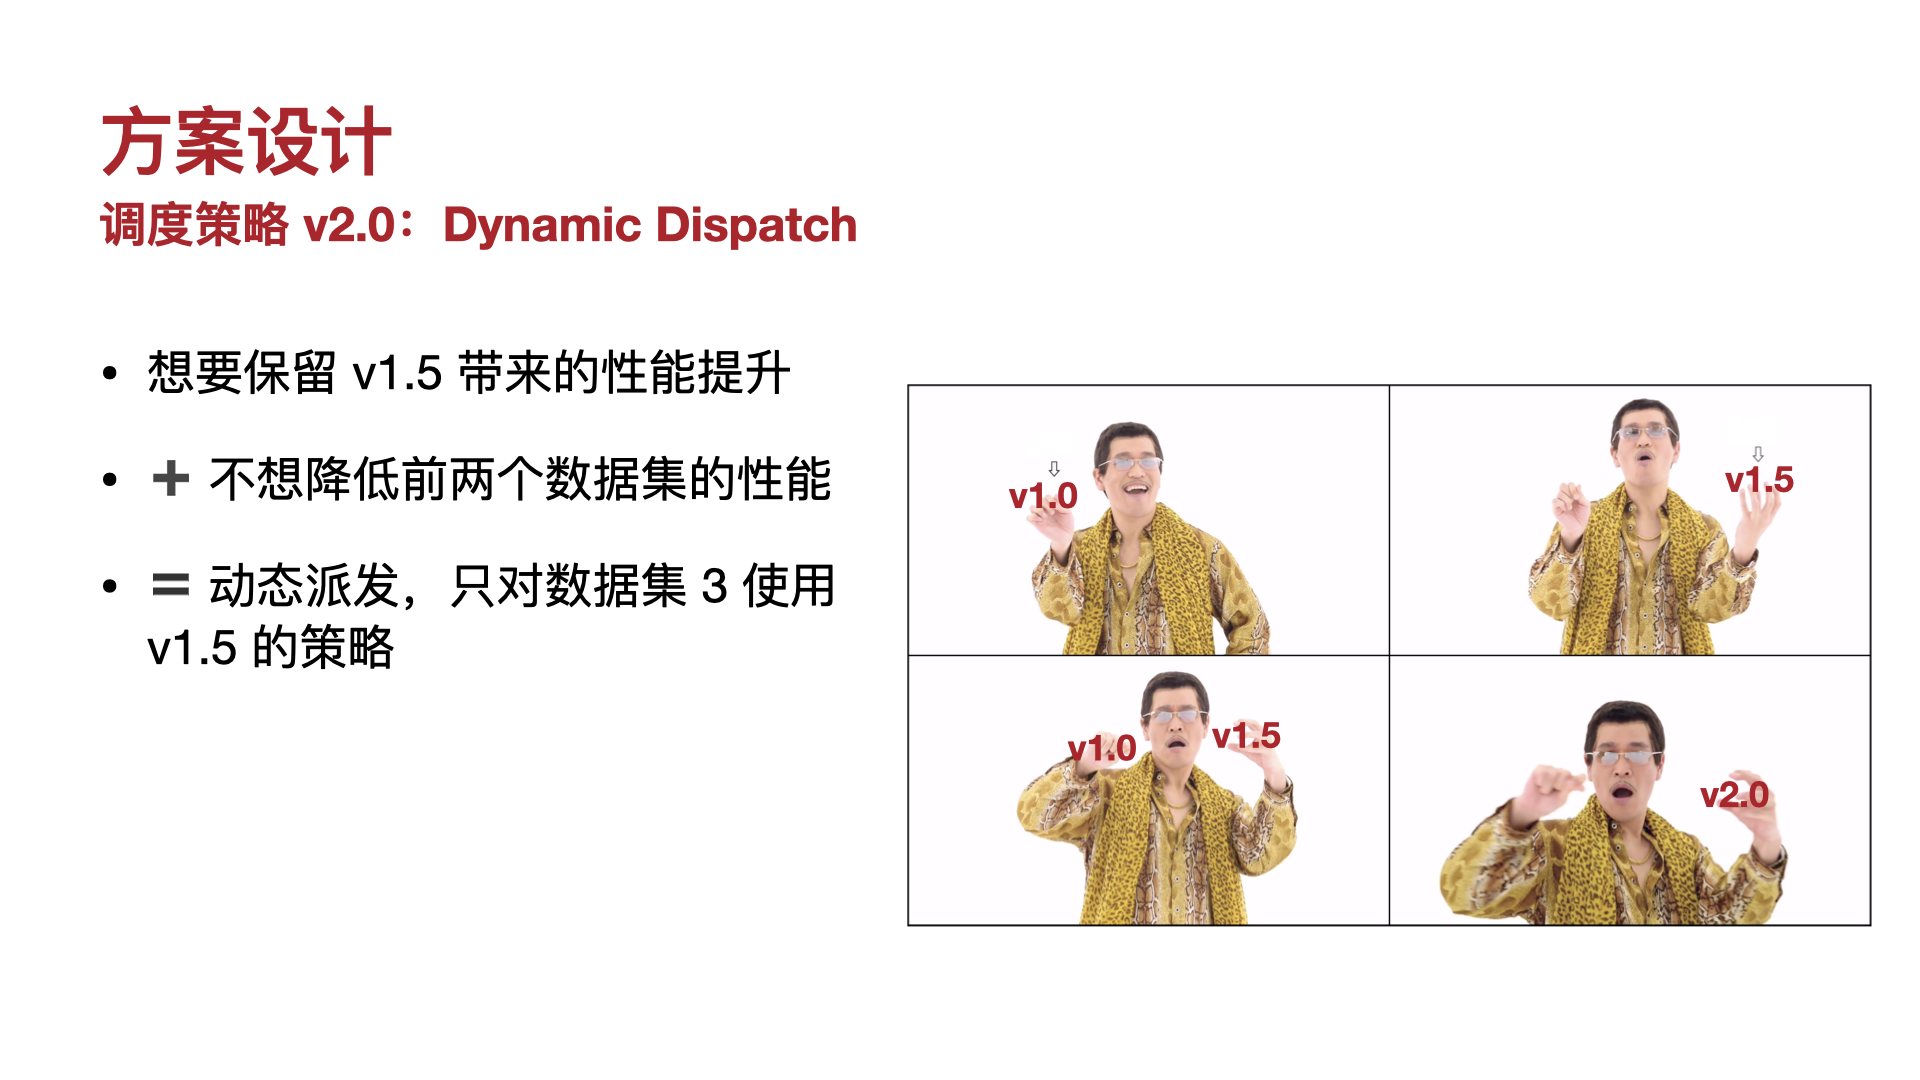 方案设计
调度策略 v2.0：Dynamic Dispatch
• 想要保留 v1.5 带来的性能提升
• ➕ 不想降低前两个数据集的性能
• 🟰 动态派发，只对数据集 3 使用
v1.5 的策略
v1.0
v1.5
v1.0
v1.5
v2.0